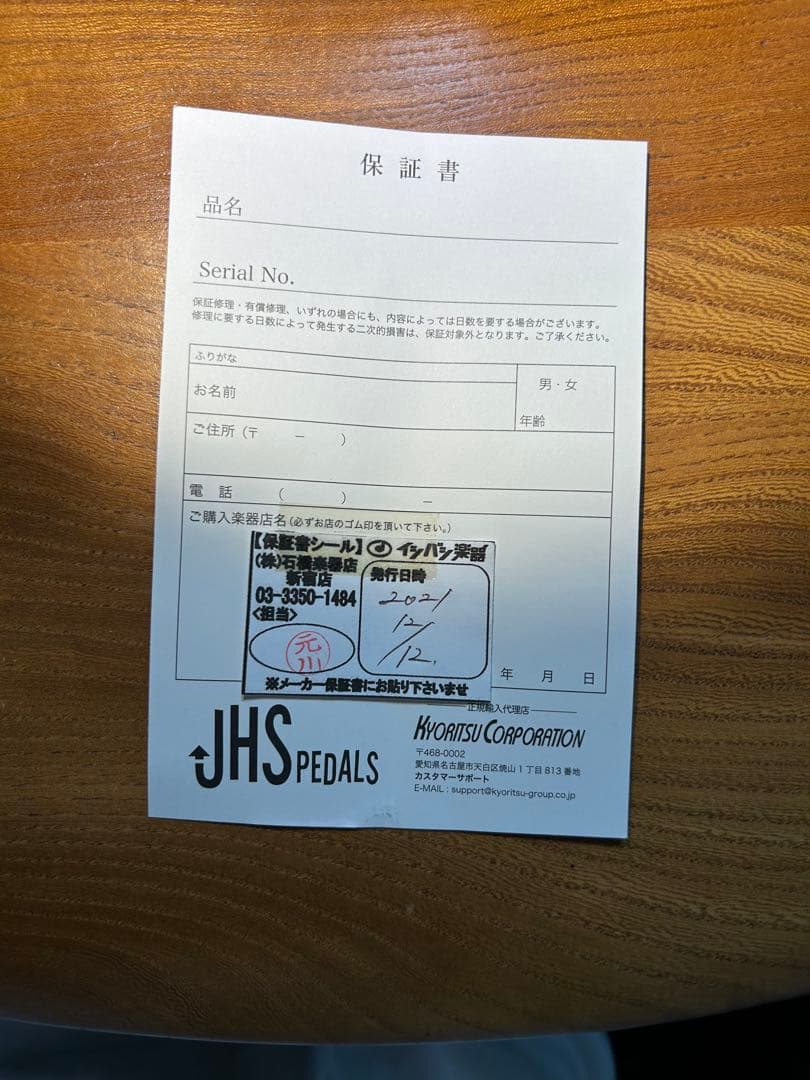 保証書
品名
Serial No.
保証修理・有償修理、いずれの場合にも、内容によっては日数を要する場合がございます。
修理に要する日数によって発生する二次的損害は、保証対象外となります。ご了承ください。
ふりがな
お名前
男・女
年齢
ご住所（〒　　－　　）
電話　（　　）　　－
ご購入楽器店名（必ずお店のゴム印を頂いて下さい。）
【保証書シール】イシバシ楽器
(株)石橋楽器店
新宿店
03-3350-1484
<担当>
元川
発行日時
2021
12/
/12.
※メーカー保証書にお貼り下さいませ
年　月　日
JHS PEDALS
正規輸入代理店
KYORITSU CORPORATION
〒468-0002
愛知県名古屋市天白区焼山1丁目813番地
カスタマーサポート
E-MAIL : support@kyoritsu-group.co.jp